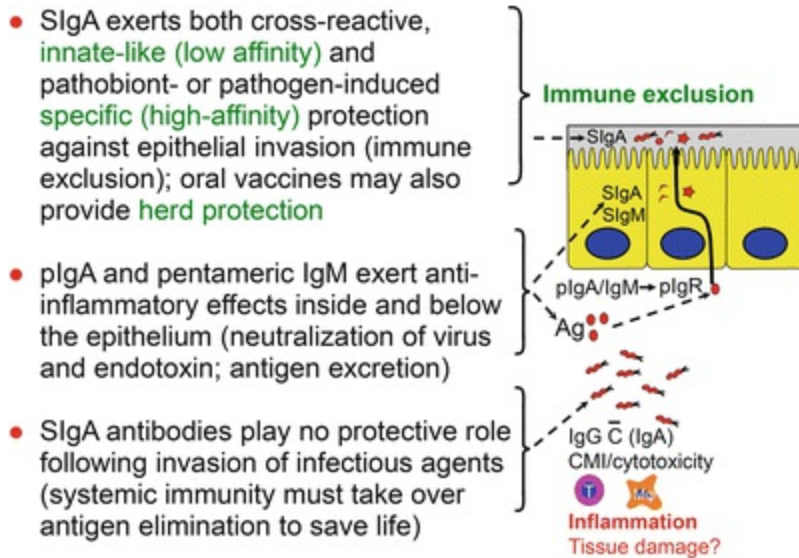 • SIgA exerts both cross-reactive,
innate-like (low affinity) and
pathobiont- or pathogen-induced
specific (high-affinity) protection
against epithelial invasion (immune
exclusion); oral vaccines may also
provide herd protection
• pIgA and pentameric IgM exert anti-
inflammatory effects inside and below
the epithelium (neutralization of virus
and endotoxin; antigen excretion)
• SIgA antibodies play no protective role
following invasion of infectious agents
(systemic immunity must take over
antigen elimination to save life)
Immune exclusion
SIgA
SIgA
SIgM
pIgA/IgM pIgR
Ag
IgG C̅ (IgA)
CMI/cytotoxicity
T
Inflammation
Tissue damage?